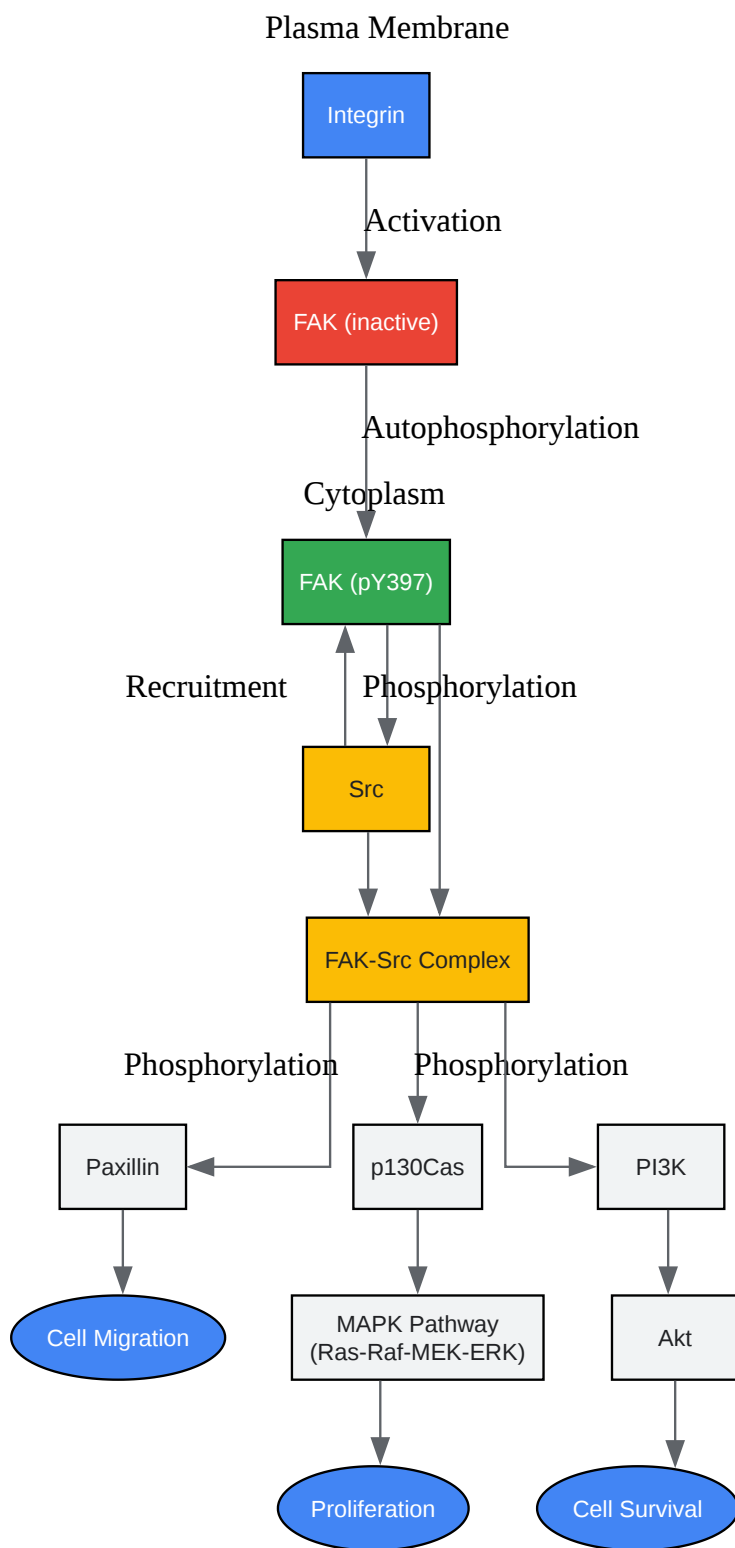 Plasma Membrane
Integrin
Activation
FAK (inactive)
Autophosphorylation
Cytoplasm
FAK (pY397)
Recruitment
Phosphorylation
Src
FAK-Src Complex
Phosphorylation
Phosphorylation
Paxillin
p130Cas
PI3K
Cell Migration
MAPK Pathway
(Ras-Raf-MEK-ERK)
Akt
Proliferation
Cell Survival